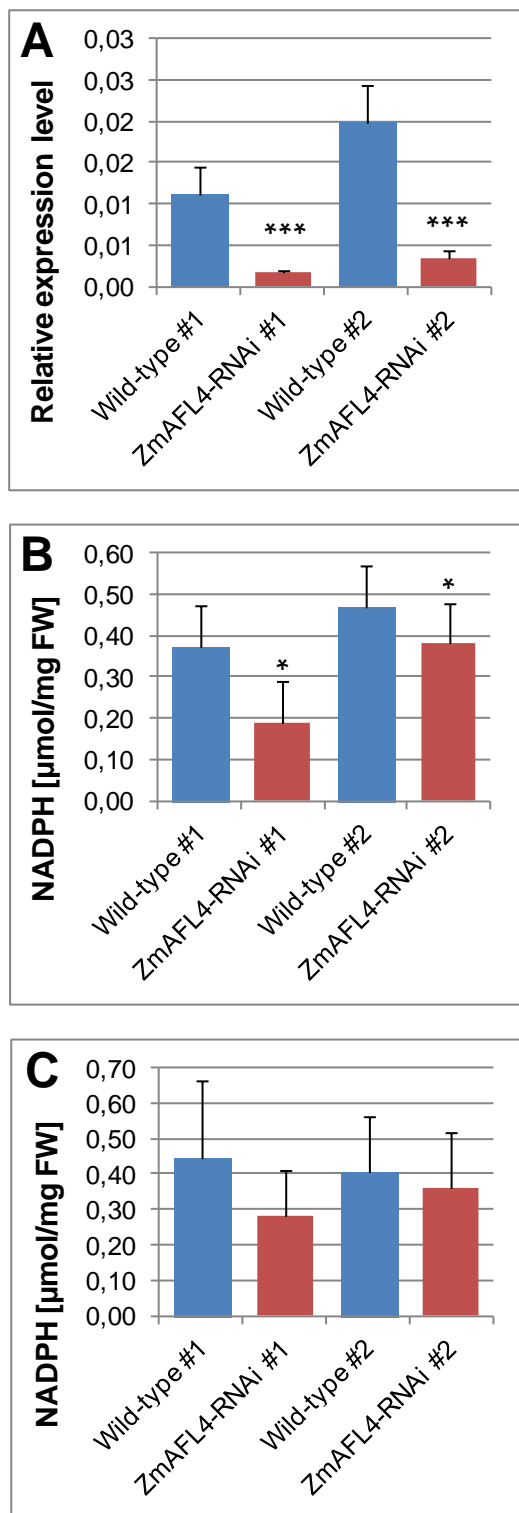 A
Relative expression level
0,03
0,03
0,02
0,02
0,01
0,01
0,00
***
***
Wild-type #1
ZmAFL4-RNAi #1
Wild-type #2
ZmAFL4-RNAi #2
B
NADPH [µmol/mg FW]
0,60
0,50
0,40
0,30
0,20
0,10
0,00
*
*
Wild-type #1
ZmAFL4-RNAi #1
Wild-type #2
ZmAFL4-RNAi #2
C
NADPH [µmol/mg FW]
0,70
0,60
0,50
0,40
0,30
0,20
0,10
0,00
Wild-type #1
ZmAFL4-RNAi #1
Wild-type #2
ZmAFL4-RNAi #2